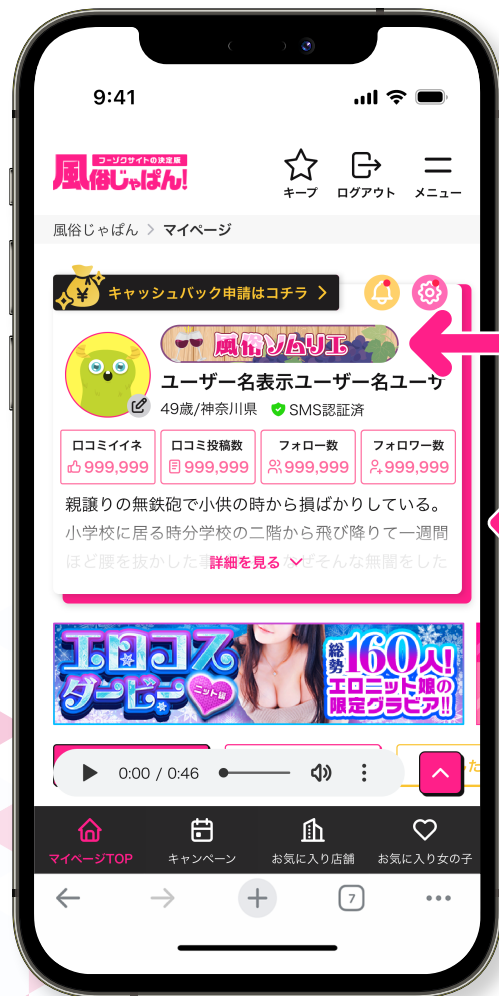 9:41
フーゾクサイトの決定版
風俗じゃぱん!
キープ
ログアウト
メニュー
風俗じゃぱん > マイページ
キャッシュバック申請はコチラ
風俗ソムリエ
ユーザー名表示ユーザー名ユーサ
49歳/神奈川県 SMS認証済
口コミイイネ
999,999
口コミ投稿数
999,999
フォロー数
999,999
フォロワー数
999,999
親譲りの無鉄砲で小供の時から損ばかりしている。
小学校に居る時分学校の二階から飛び降りて一週間
ほど腰を抜かした事
ぜそんな無闇をした
詳細を見る
エロコス
ダービー
ニット編
総勢160人!
エロニット娘の
限定グラビア!!
0:00 / 0:46
マイページTOP
キャンペーン
お気に入り店舗
お気に入り女の子
7